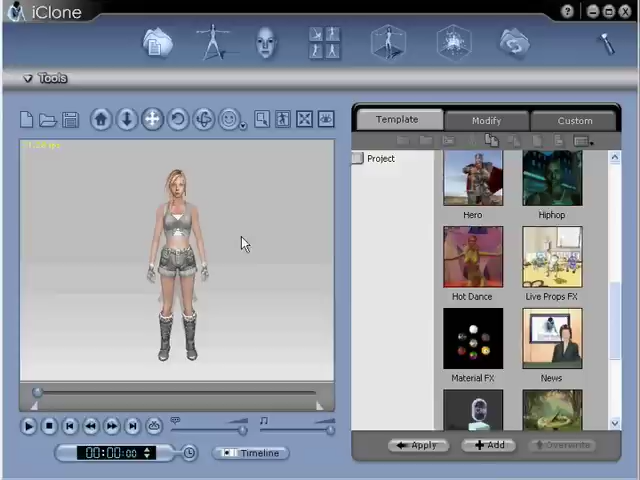 iClone
Tools
Template
Modify
Custom
Project
Hero
Hiphop
Hot Dance
Live Props FX
Material FX
News
Apply
Add
Overwrite
00:00:00
Timeline